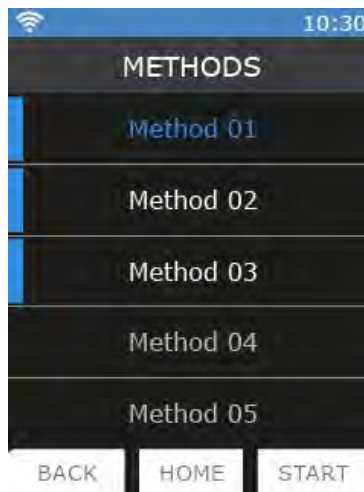 10:30
METHODS
Method 01
Method 02
Method 03
Method 04
Method 05
BACK HOME START